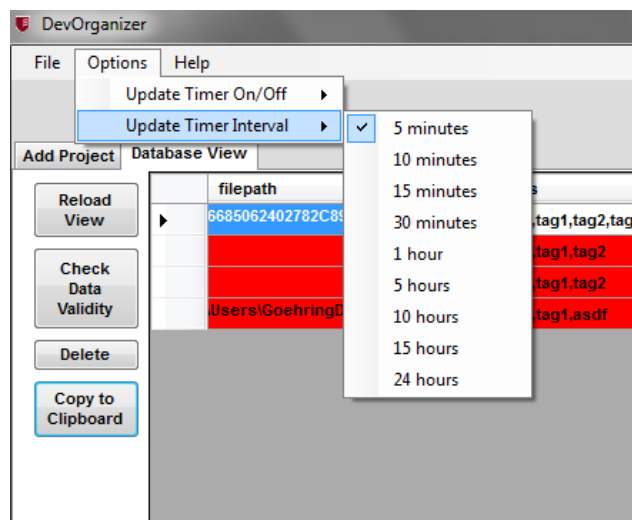 DevOrganizer
File Options Help
Update Timer On/Off
Update Timer Interval
5 minutes
10 minutes
15 minutes
30 minutes
1 hour
5 hours
10 hours
15 hours
24 hours
Add Project Database View
Reload
View
Check
Data
Validity
Delete
Copy to
Clipboard
filepath s
6685062402782C89 ,tag1,tag2,tag
,tag1,tag2
,tag1,tag2
\Users\Goehring ,tag1,asdf